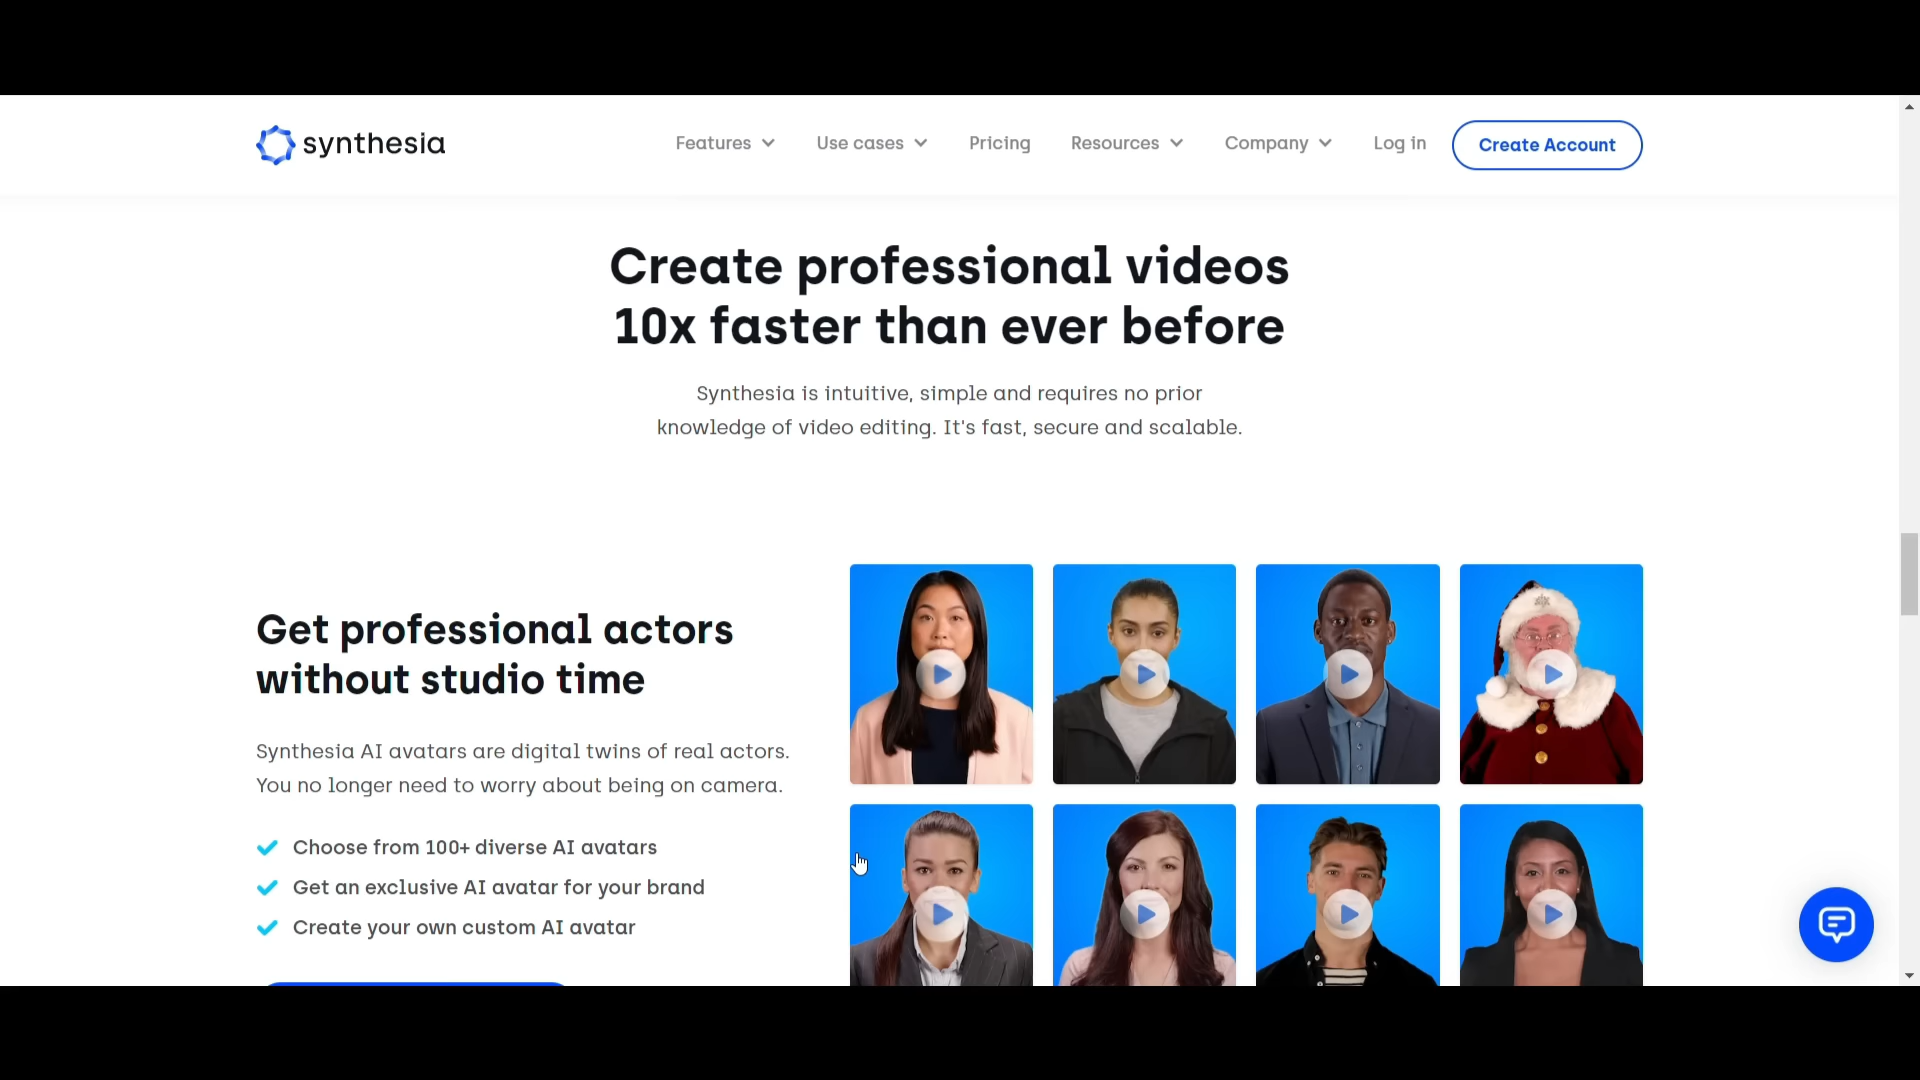 synthesia
Features
Use cases
Pricing
Resources
Company
Log in
Create Account
Create professional videos
10x faster than ever before
Synthesia is intuitive, simple and requires no prior
knowledge of video editing. It's fast, secure and scalable.
Get professional actors
without studio time
Synthesia AI avatars are digital twins of real actors.
You no longer need to worry about being on camera.
Choose from 100+ diverse AI avatars
Get an exclusive AI avatar for your brand
Create your own custom AI avatar